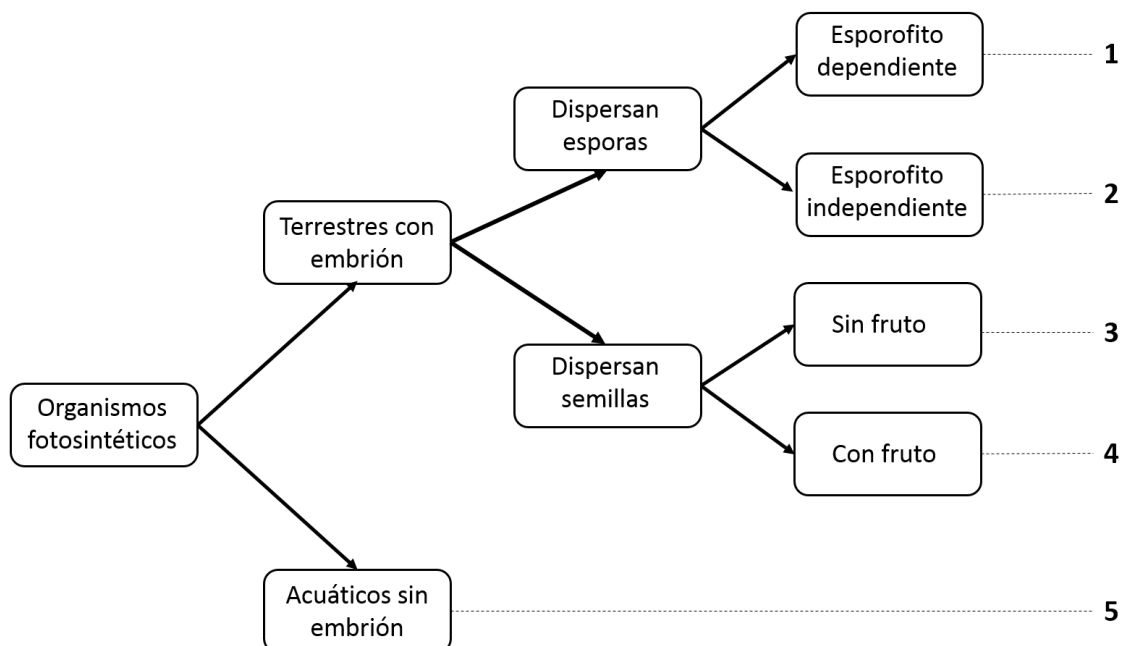 Esporofito
dependiente
1
Dispersan
esporas
Esporofito
independiente
2
Terrestres con
embrión
Sin fruto
3
Dispersan
semillas
Organismos
fotosintéticos
Con fruto
4
Acuáticos sin
embrión
5